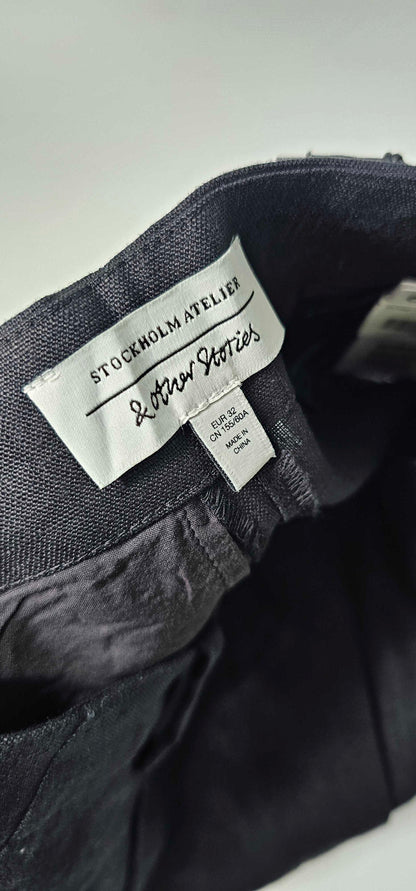 STOCKHOLM ATELIER
& Other Stories
EUR 32
CN 155/60A
MADE IN
CHINA